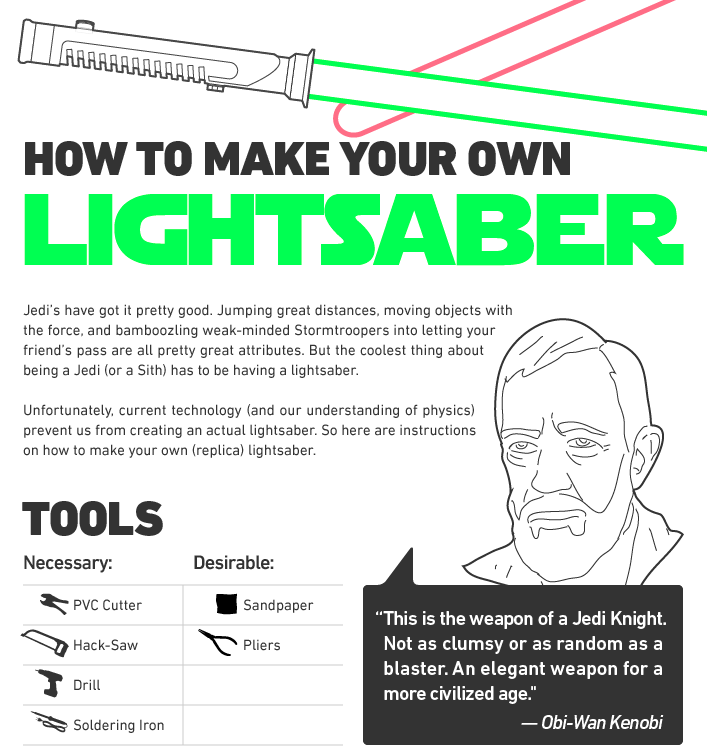 HOW TO MAKE YOUR OWN
LIGHTSABER
Jedi's have got it pretty good. Jumping great distances, moving objects with
the force, and bamboozling weak-minded Stormtroopers into letting your
friend's pass are all pretty great attributes. But the coolest thing about
being a Jedi (or a Sith) has to be having a lightsaber.
Unfortunately, current technology (and our understanding of physics)
prevent us from creating an actual lightsaber. So here are instructions
on how to make your own (replica) lightsaber.
TOOLS
Necessary:
PVC Cutter
Hack-Saw
Drill
Soldering Iron
Desirable:
Sandpaper
Pliers
“This is the weapon of a Jedi Knight.
Not as clumsy or as random as a
blaster. An elegant weapon for a
more civilized age."
— Obi-Wan Kenobi